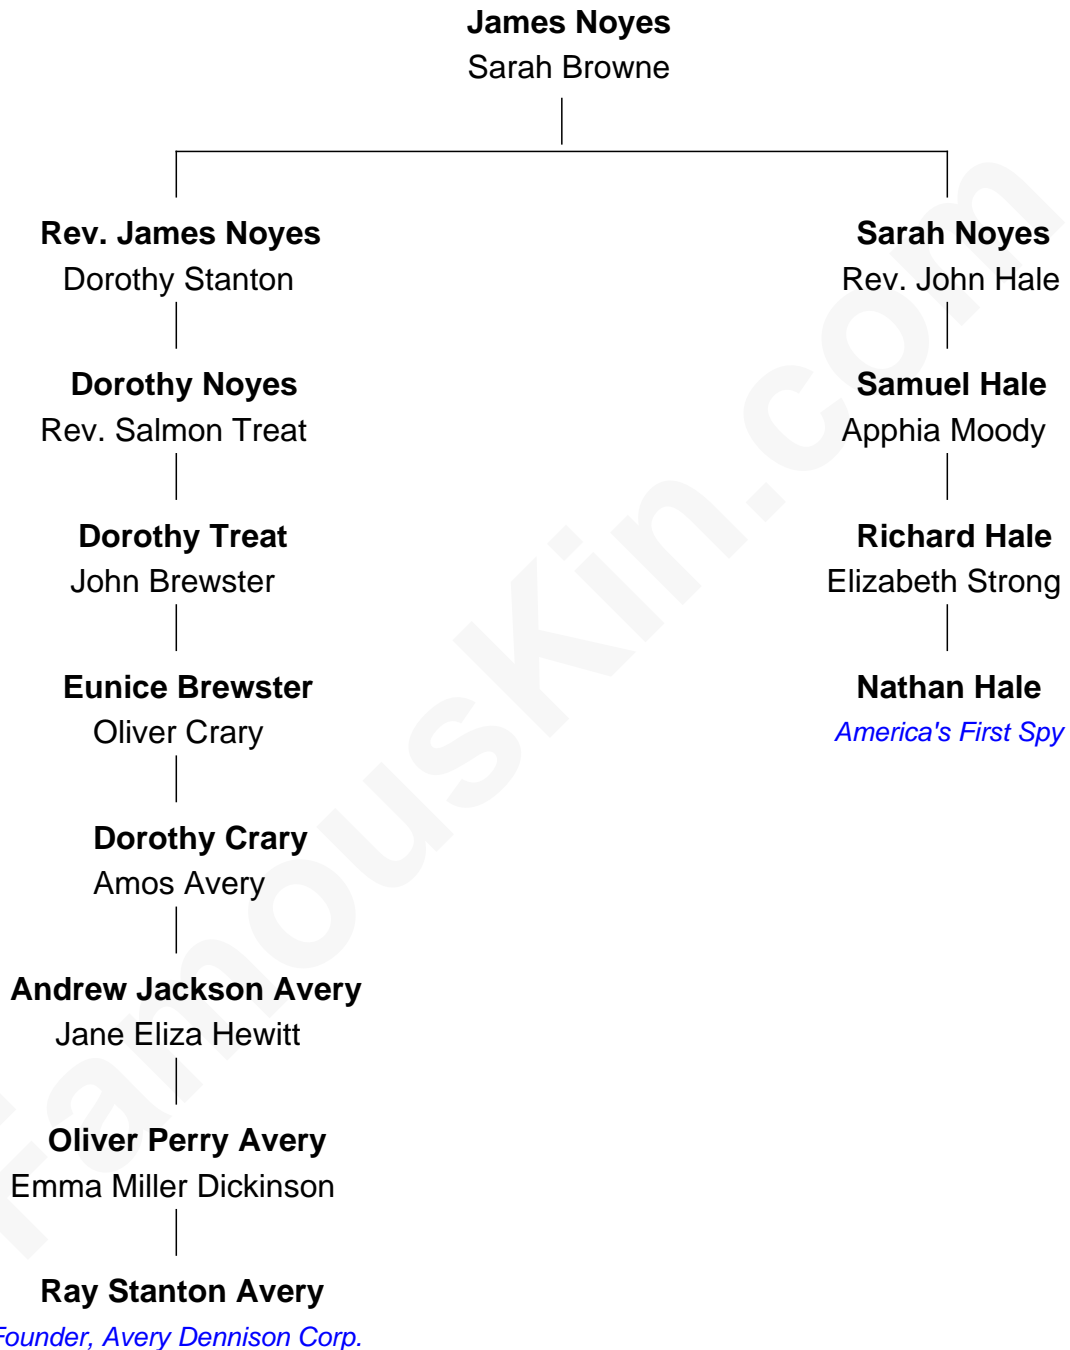 James Noyes
Sarah Browne
Rev. James Noyes
Dorothy Stanton
Sarah Noyes
Rev. John Hale
Dorothy Noyes
Rev. Salmon Treat
Samuel Hale
Apphia Moody
Dorothy Treat
John Brewster
Richard Hale
Elizabeth Strong
Eunice Brewster
Oliver Crary
Nathan Hale
America's First Spy
Dorothy Crary
Amos Avery
Andrew Jackson Avery
Jane Eliza Hewitt
Oliver Perry Avery
Emma Miller Dickinson
Ray Stanton Avery
Founder, Avery Dennison Corp.
FamousKin.com